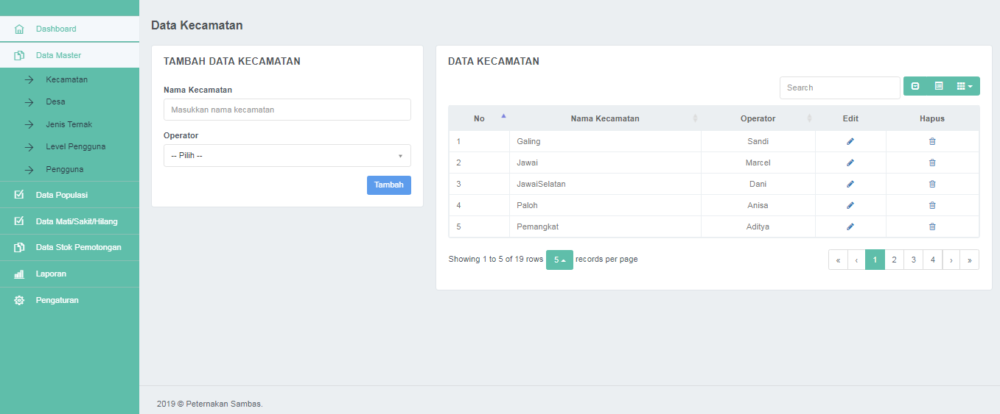 Dashboard
Data Master
Kecamatan
Desa
Jenis Ternak
Level Pengguna
Pengguna
Data Populasi
Data Mati/Sakit/Hilang
Data Stok Pemotongan
Laporan
Pengaturan
Data Kecamatan
TAMBAH DATA KECAMATAN
Nama Kecamatan
Masukkan nama kecamatan
Operator
-- Pilih --
Tambah
DATA KECAMATAN
Search
No Nama Kecamatan Operator Edit Hapus
1 Galing Sandi
2 Jawai Marcel
3 JawaiSelatan Dani
4 Paloh Anisa
5 Pemangkat Aditya
Showing 1 to 5 of 19 rows 5 records per page
« ‹ 1 2 3 4 › »
2019 © Peternakan Sambas.